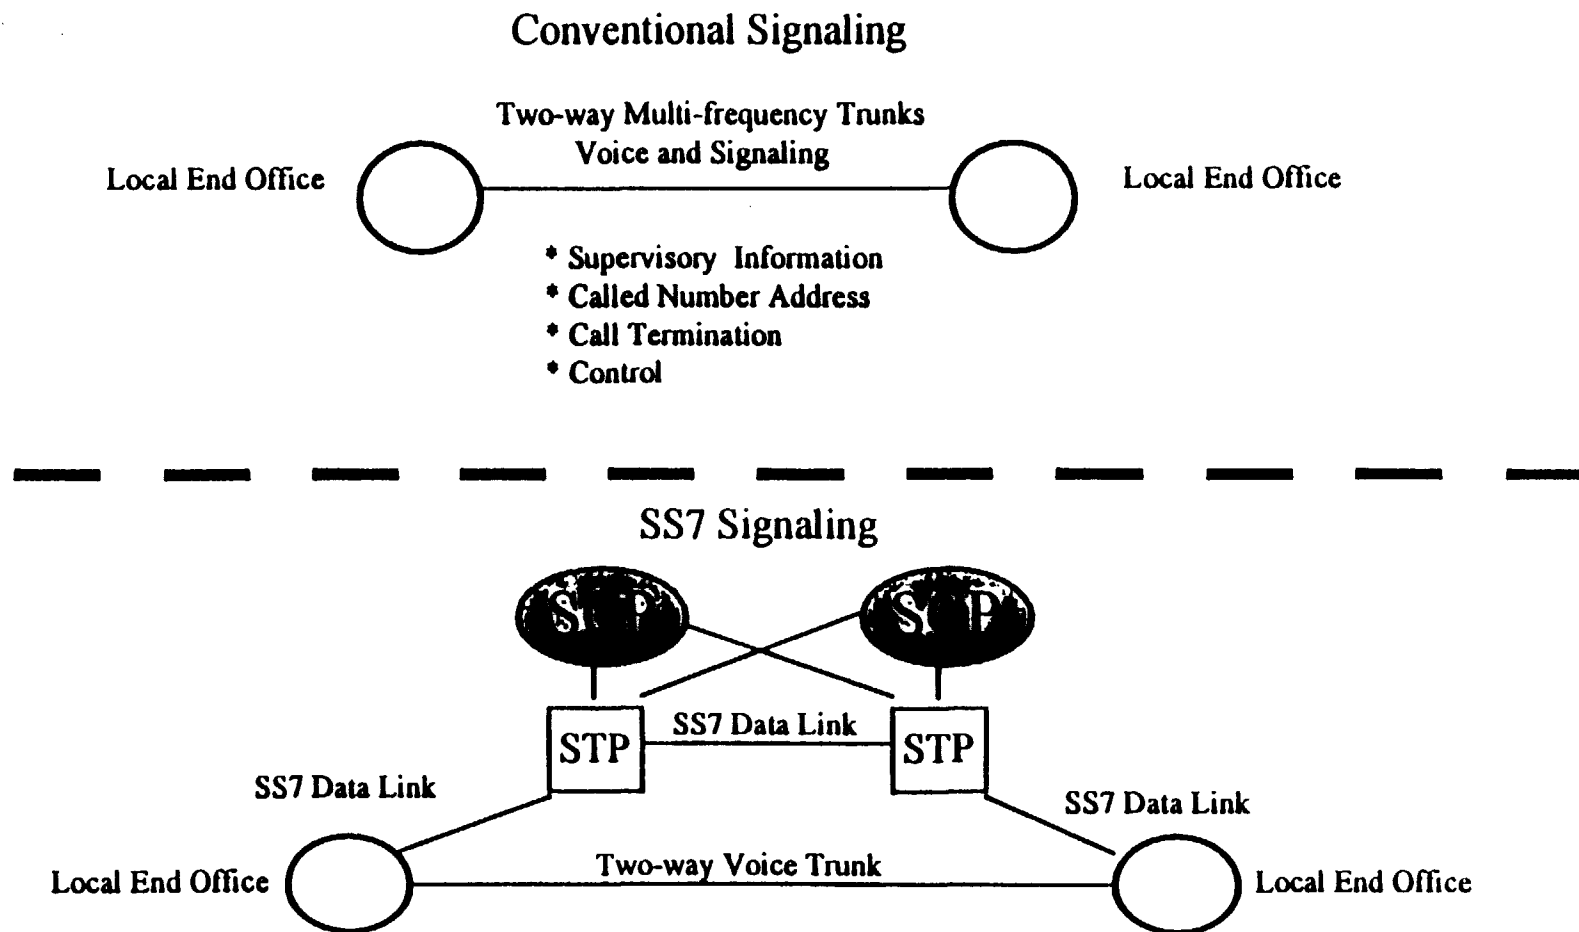 Conventional Signaling
Two-way Multi-frequency Trunks
Voice and Signaling
Local End Office
Local End Office
* Supervisory Information
* Called Number Address
* Call Termination
* Control
SS7 Signaling
SCP
SCP
STP
SS7 Data Link
STP
SS7 Data Link
SS7 Data Link
Two-way Voice Trunk
Local End Office
Local End Office